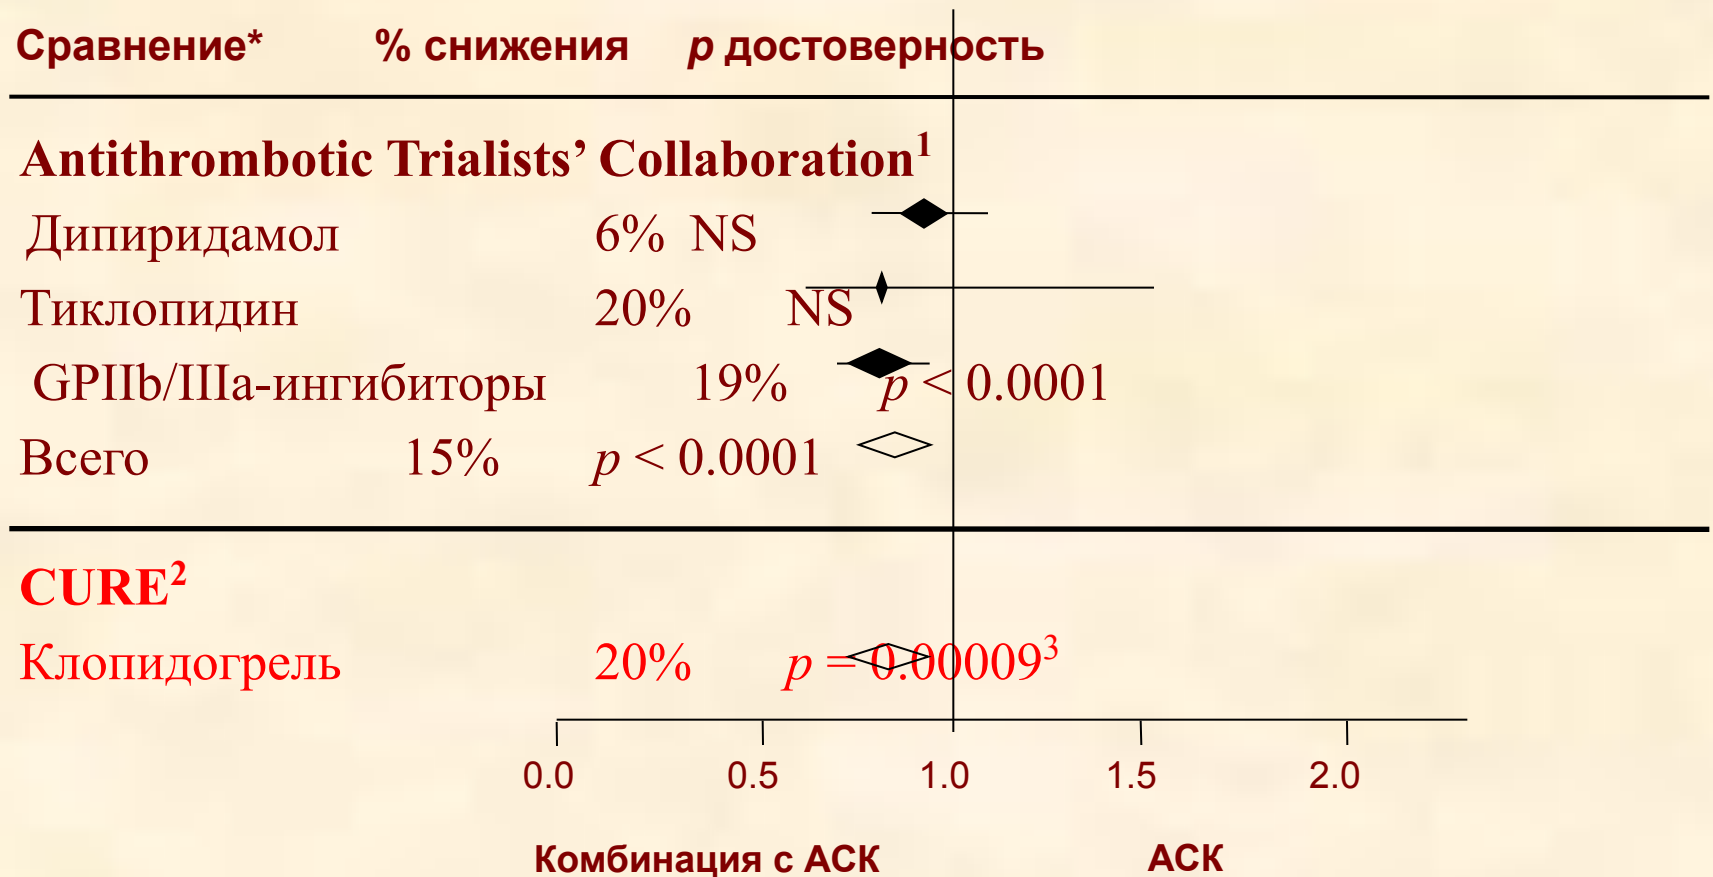 Сравнение* % снижения p достоверность
Antithrombotic Trialists’ Collaboration¹
Дипиридамол 6% NS
Тиклопидин 20% NS
GPIIb/IIIa-ингибиторы 19% p < 0.0001
Всего 15% p < 0.0001
CURE²
Клопидогрель 20% p = 0.00009³
0.0 0.5 1.0 1.5 2.0
Комбинация с АСК АСК